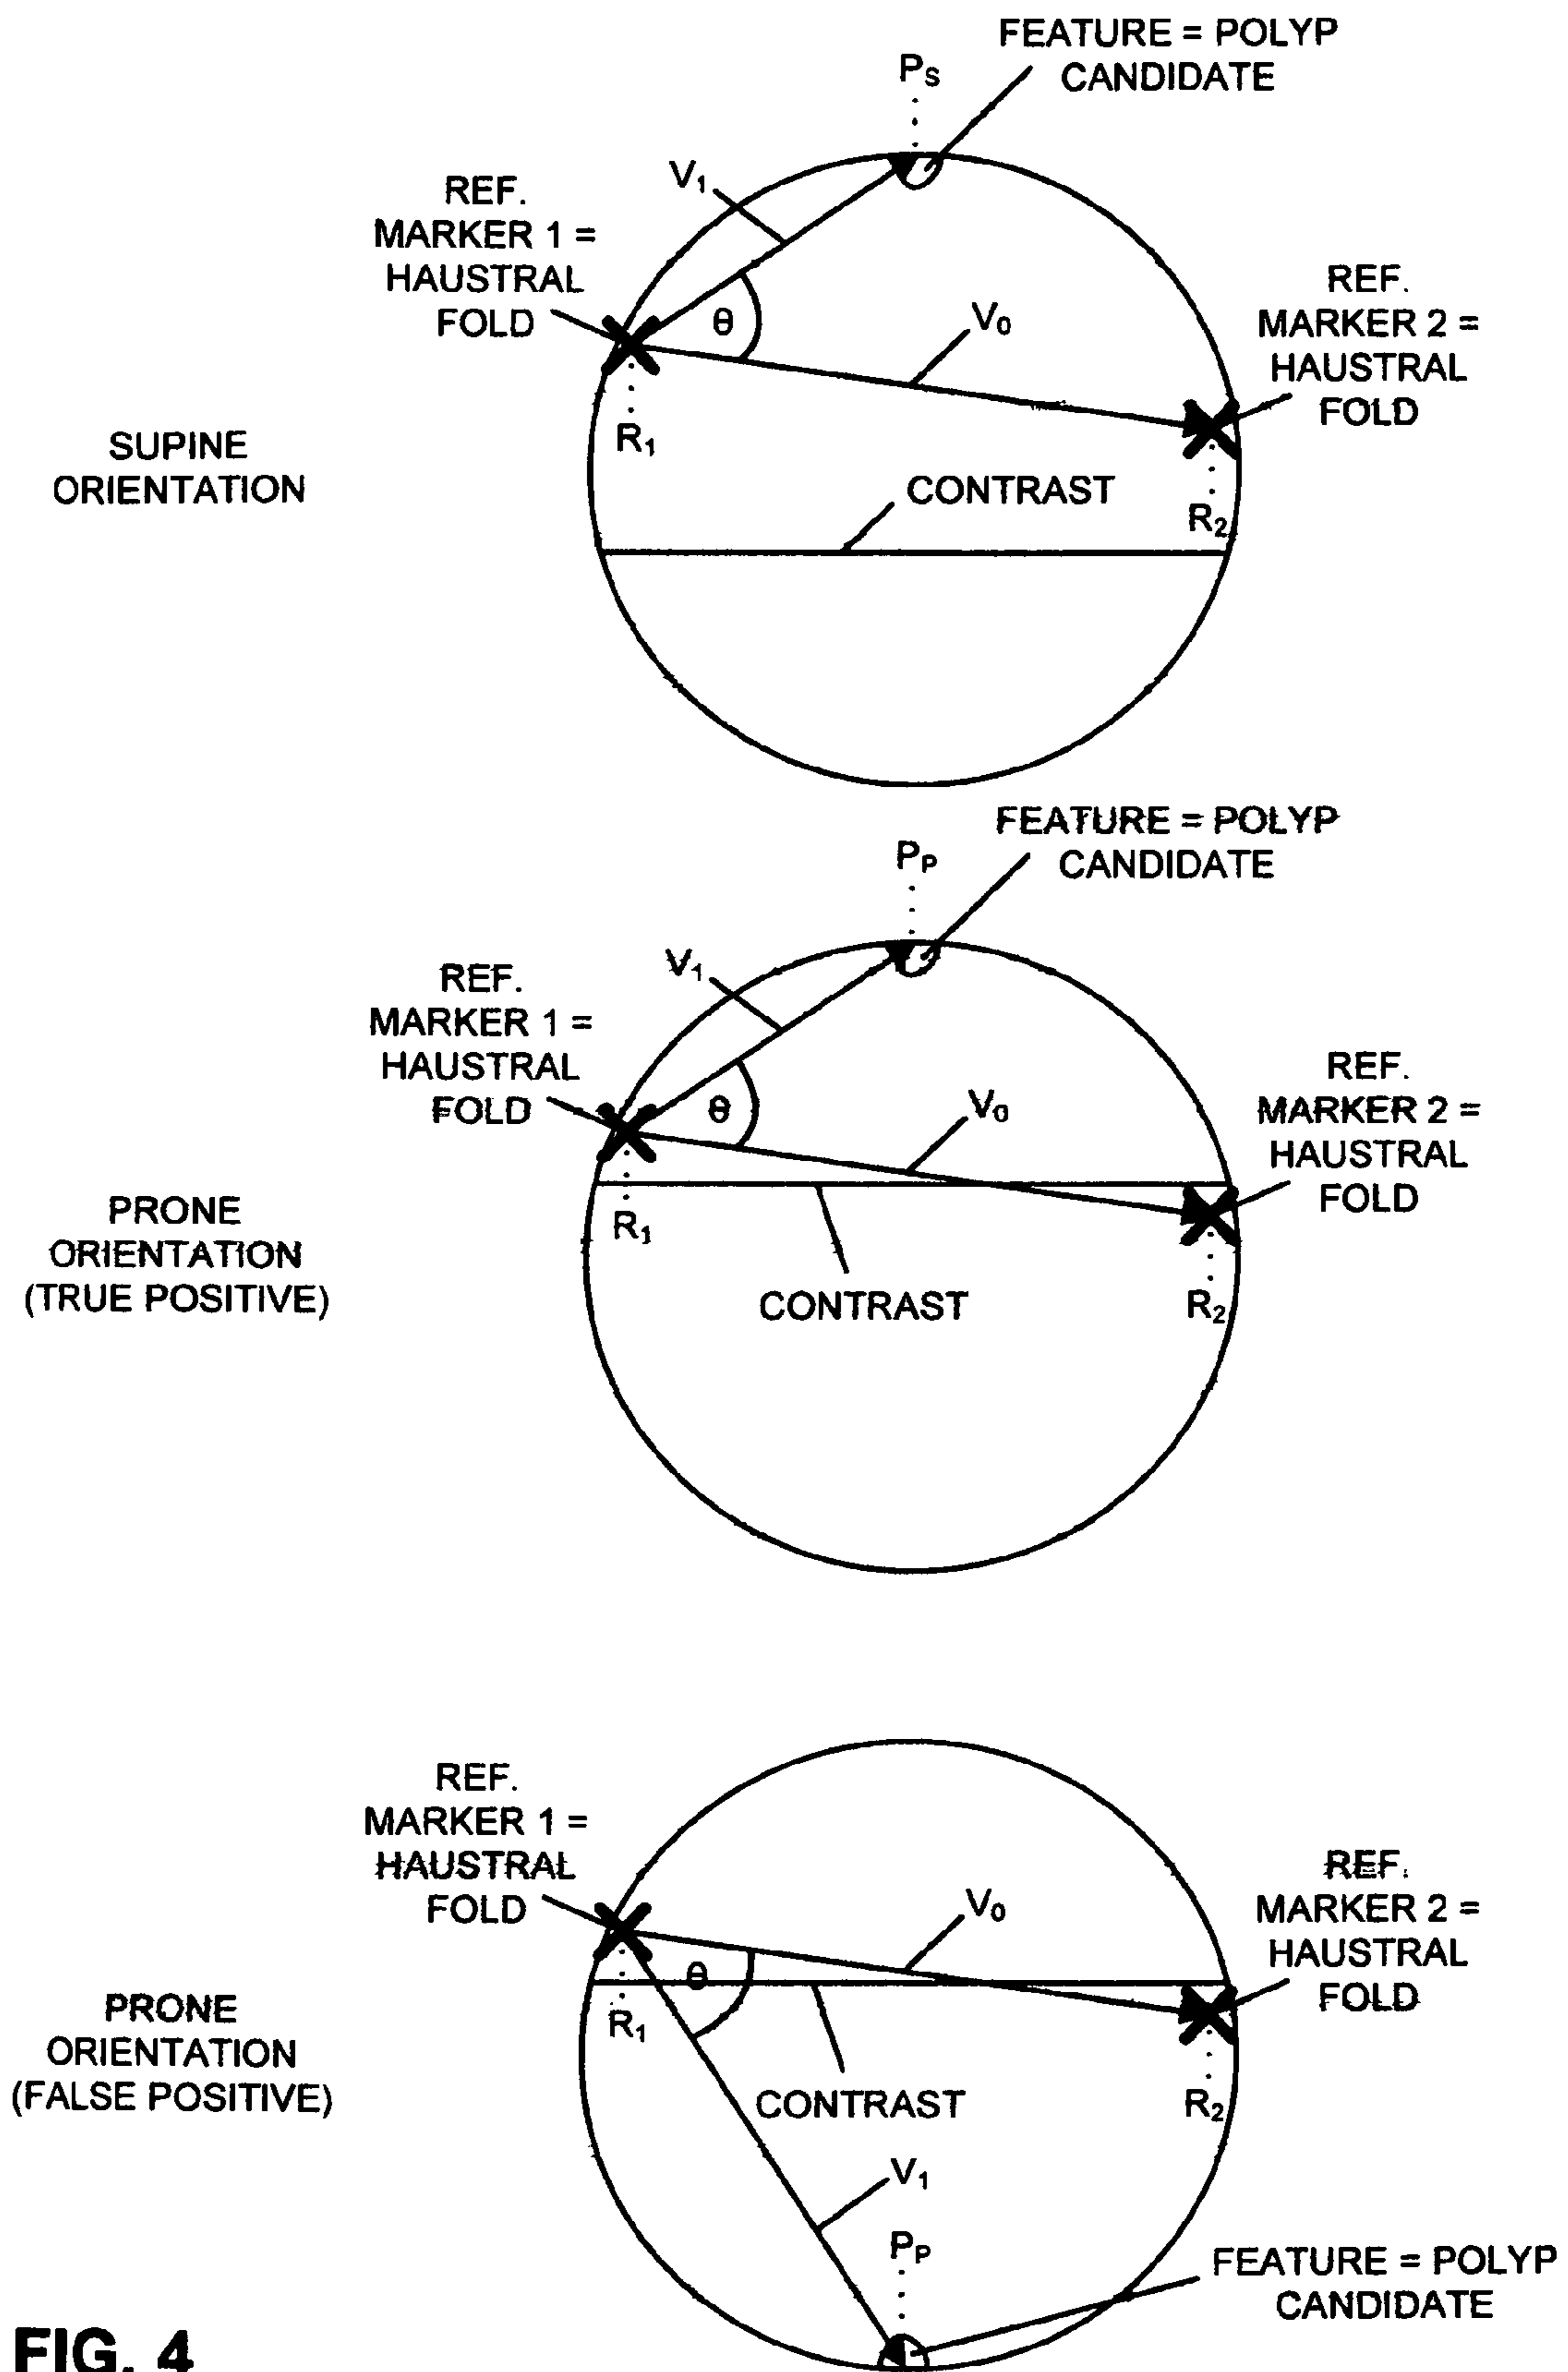 FEATURE = POLYP
CANDIDATE
PS
V1
REF.
MARKER 1 =
HAUSTRAL
FOLD
θ
V0
REF.
MARKER 2 =
HAUSTRAL
FOLD
R1
SUPINE
ORIENTATION
CONTRAST
R2
FEATURE = POLYP
CANDIDATE
PP
V1
REF.
MARKER 1 =
HAUSTRAL
FOLD
θ
V0
REF.
MARKER 2 =
HAUSTRAL
FOLD
R1
PRONE
ORIENTATION
(TRUE POSITIVE)
CONTRAST
R2
REF.
MARKER 1 =
HAUSTRAL
FOLD
V0
REF.
MARKER 2 =
HAUSTRAL
FOLD
θ
R1
PRONE
ORIENTATION
(FALSE POSITIVE)
CONTRAST
R2
V1
PP
FEATURE = POLYP
CANDIDATE
FIG. 4